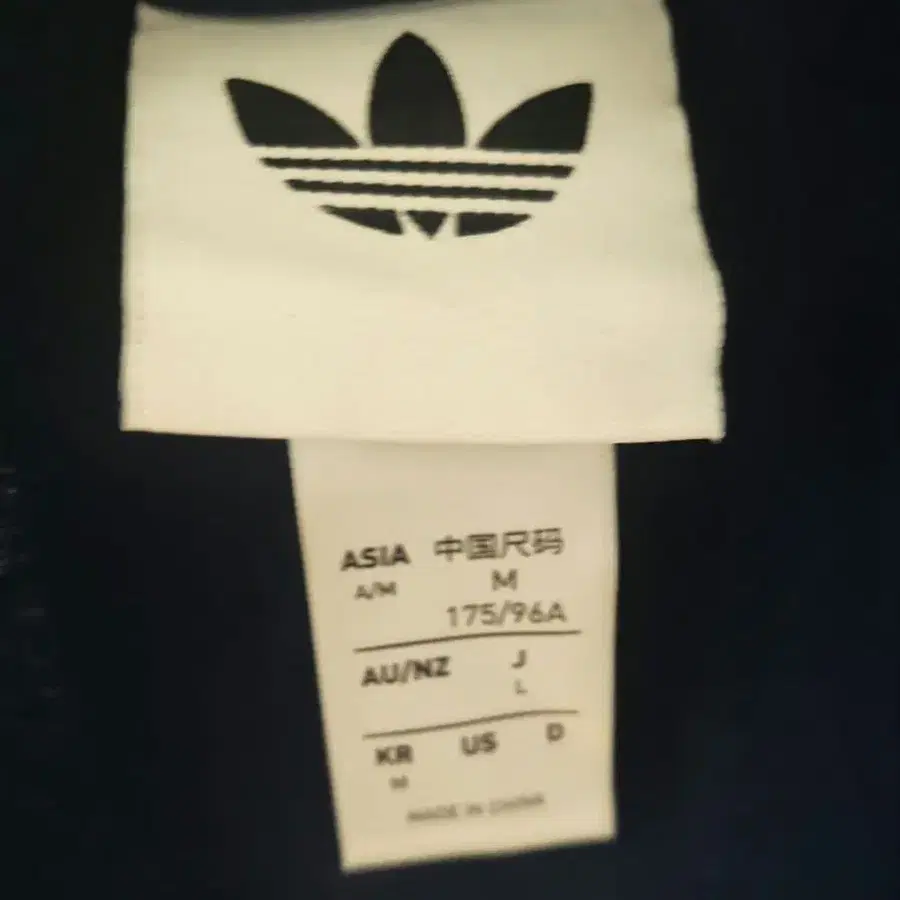 ASIA 中国尺码
A/M M
175/96A
AU/NZ J
L
KR US D
M
MADE IN CHINA